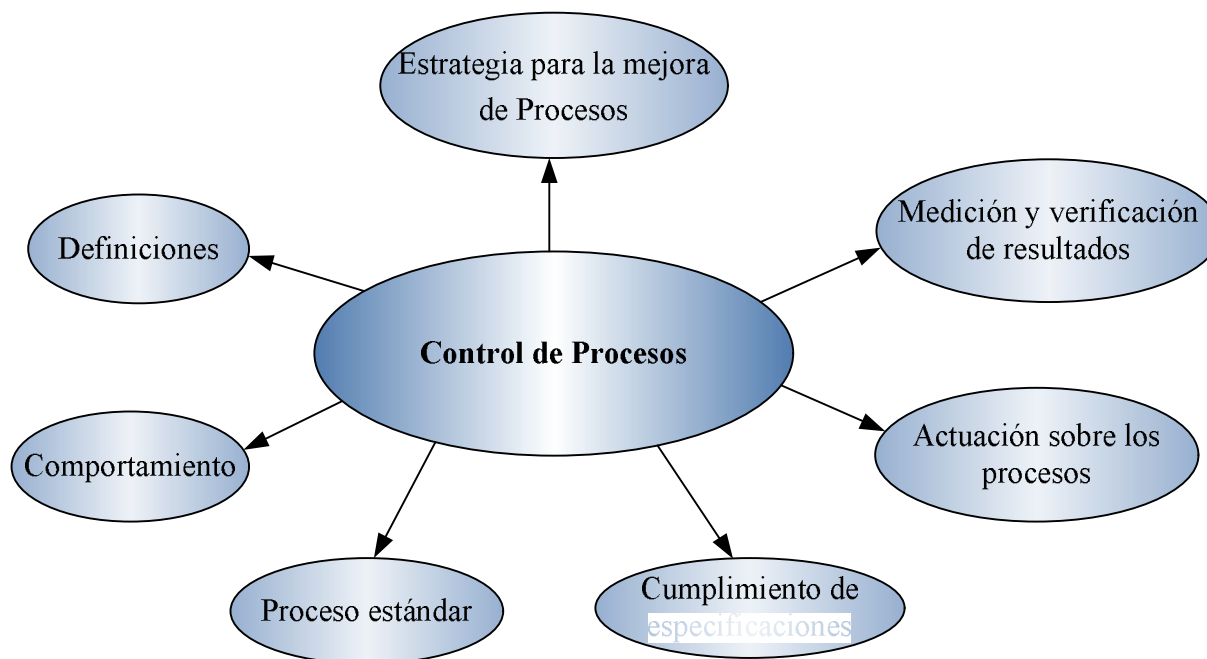 Estrategia para la mejora
de Procesos
Medición y verificación
de resultados
Definiciones
Control de Procesos
Comportamiento
Actuación sobre los
procesos
Proceso estándar
Cumplimiento de
especificaciones